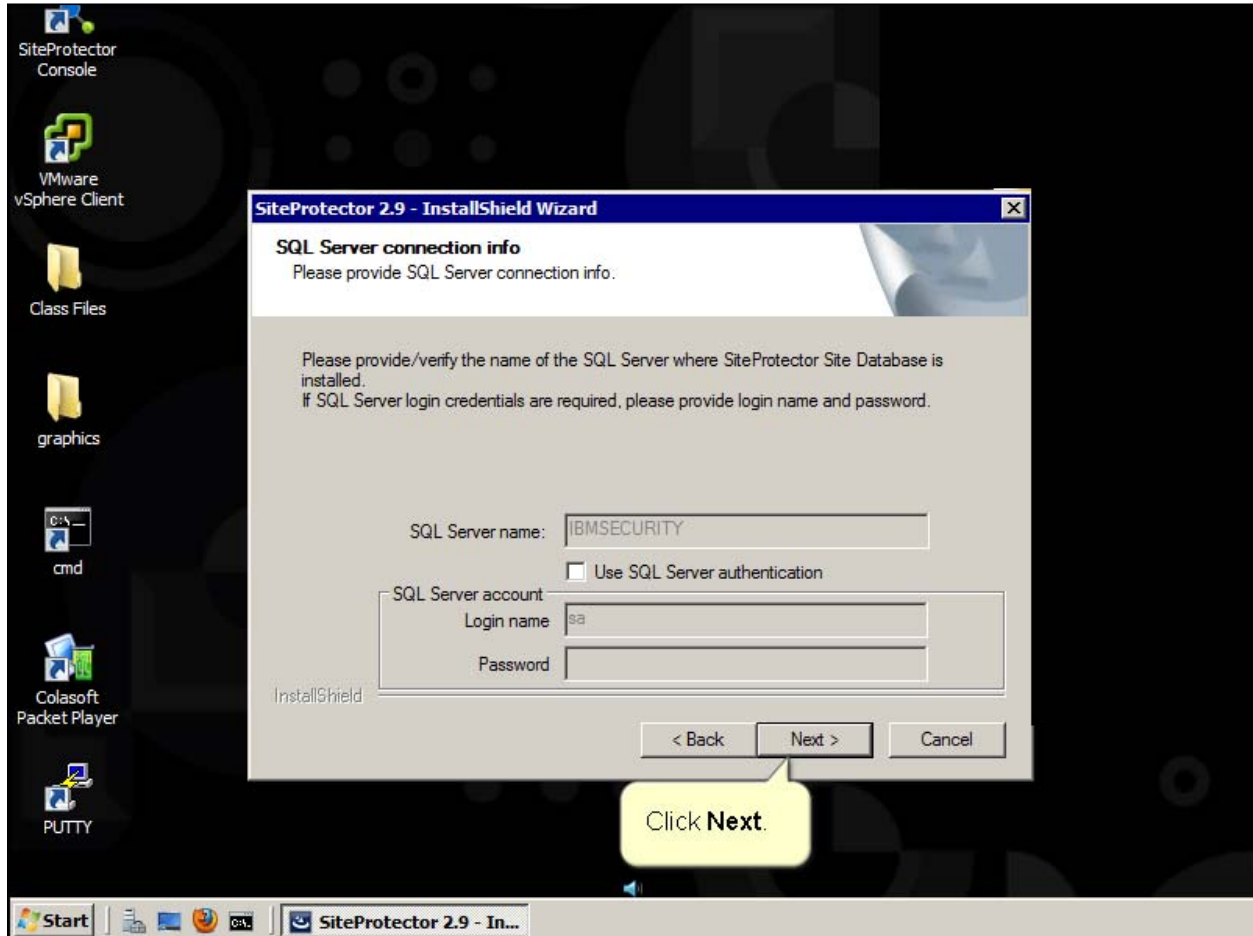 SiteProtector
Console
VMware
vSphere Client
Class Files
graphics
C:\
cmd
Colasoft
Packet Player
PUTTY
SiteProtector 2.9 - InstallShield Wizard
SQL Server connection info
Please provide SQL Server connection info.
Please provide/verify the name of the SQL Server where SiteProtector Site Database is
installed.
If SQL Server login credentials are required, please provide login name and password.
SQL Server name: IBMSECURITY
Use SQL Server authentication
SQL Server account
Login name sa
Password
InstallShield
< Back Next > Cancel
Click Next.
Start SiteProtector 2.9 - In...